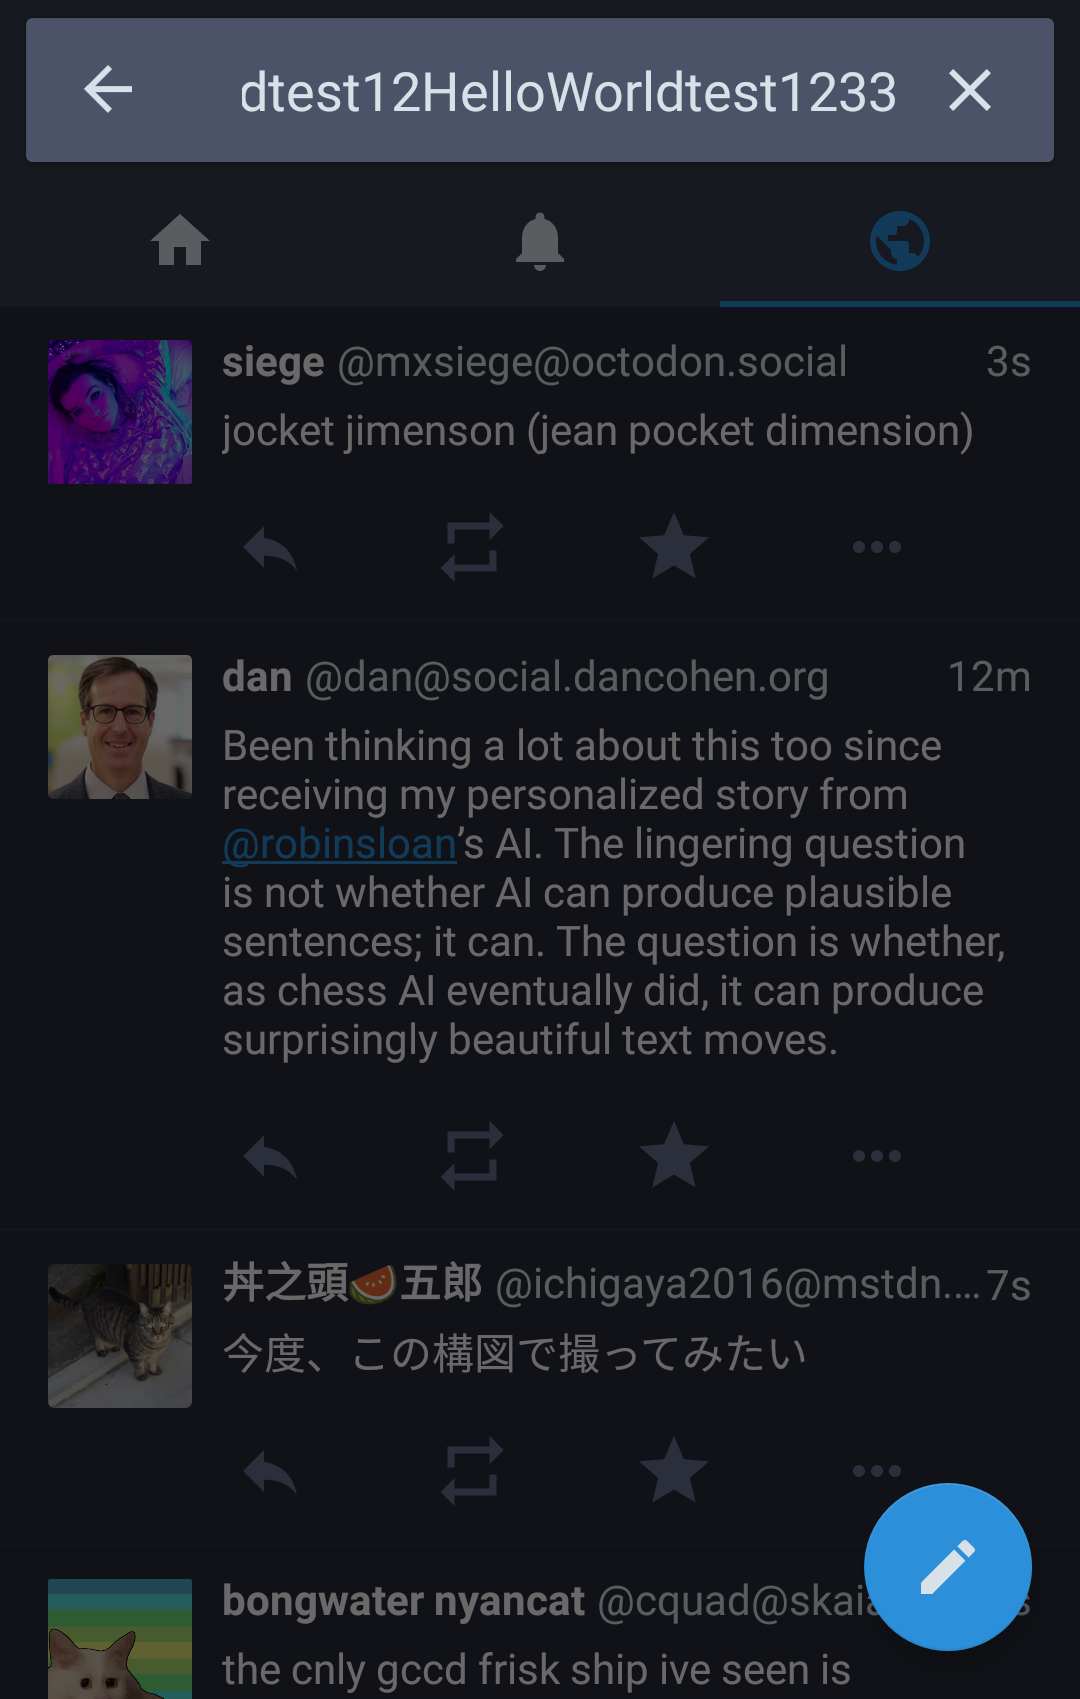 dtest12HelloWorldtest1233
siege @mxsiege@octodon.social 3s
jocket jimenson (jean pocket dimension)
dan @dan@social.dancohen.org 12m
Been thinking a lot about this too since
receiving my personalized story from
@robinsloan’s AI. The lingering question
is not whether AI can produce plausible
sentences; it can. The question is whether,
as chess AI eventually did, it can produce
surprisingly beautiful text moves.
丼之頭🍉五郎 @ichigaya2016@mstdn.... 7s
今度、この構図で撮ってみたい
bongwater nyancat @cquad@skaia
the cnly gccd frisk ship ive seen is